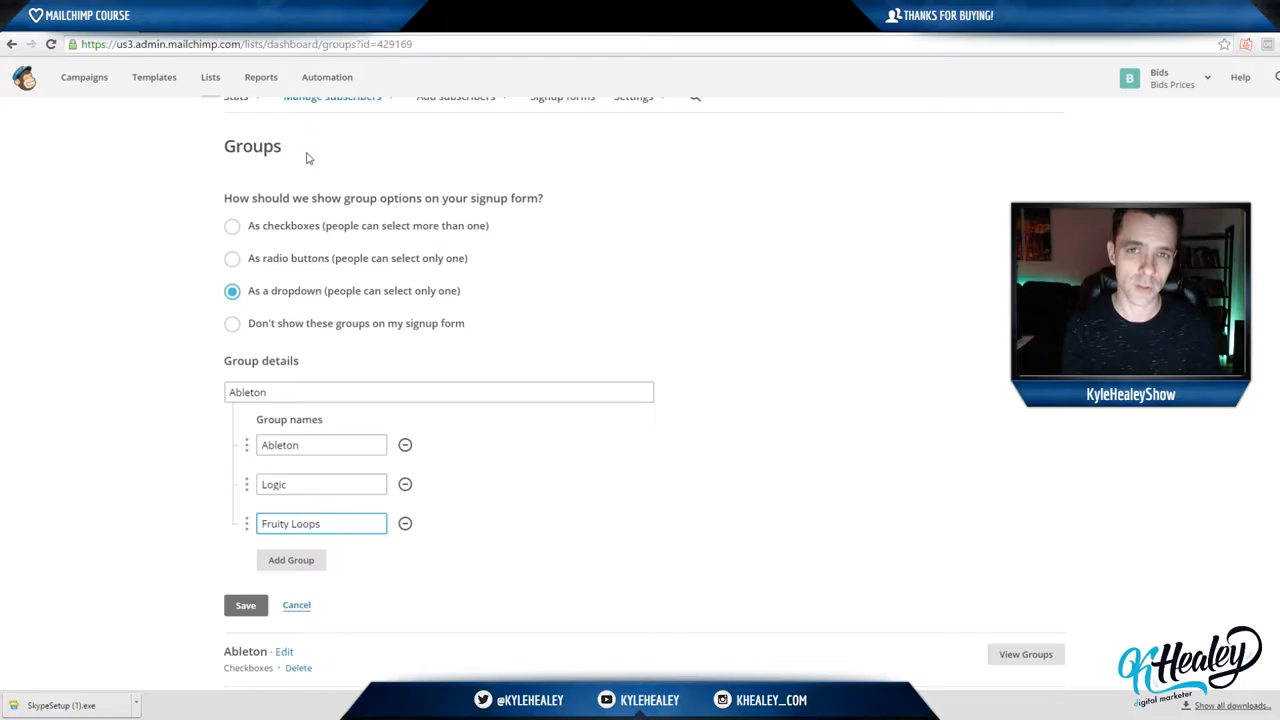 MAILCHIMP COURSE
THANKS FOR BUYING!
https://us3.admin.mailchimp.com/lists/dashboard/groups?id=429169
Campaigns Templates Lists Reports Automation
B Bids
Bids Prices
Help
Stats Manage subscribers Add subscribers Signup forms Settings
Groups
How should we show group options on your signup form?
As checkboxes (people can select more than one)
As radio buttons (people can select only one)
As a dropdown (people can select only one)
Don't show these groups on my signup form
Group details
Ableton
Group names
Ableton
Logic
Fruity Loops
Add Group
Save Cancel
Ableton · Edit
Checkboxes • Delete
View Groups
KyleHealeyShow
KHealey
digital marketer
SkypeSetup (1).exe
@KYLEHEALEY KYLEHEALEY KHEALEY_COM
Show all downloads...